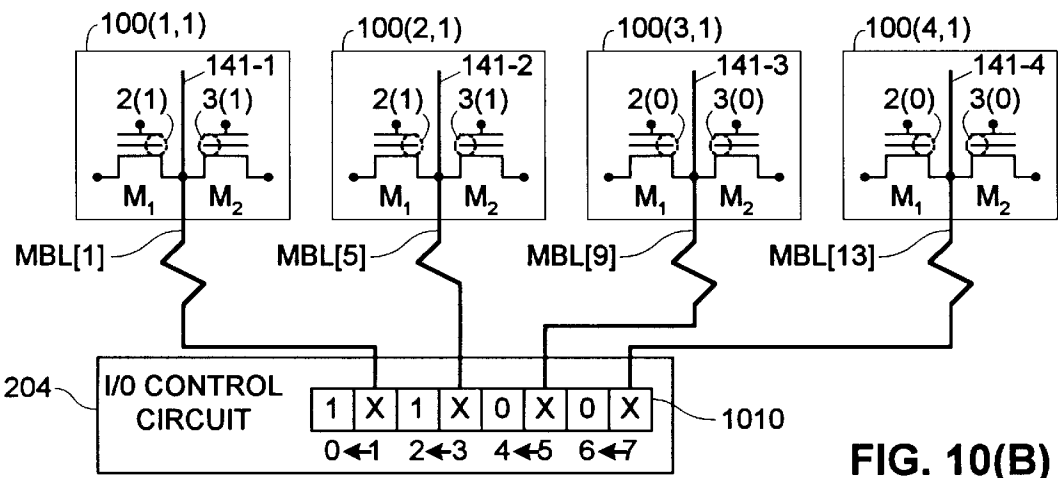 100(1,1) 100(2,1) 100(3,1) 100(4,1)
141-1 141-2 141-3 141-4
2(1) 3(1) 2(1) 3(1) 2(0) 3(0) 2(0) 3(0)
M1 M2 M1 M2 M1 M2 M1 M2
MBL[1] MBL[5] MBL[9] MBL[13]
204 I/0 CONTROL
CIRCUIT
1 X 1 X 0 X 0 X 1010
0 1 2 3 4 5 6 7
FIG. 10(B)